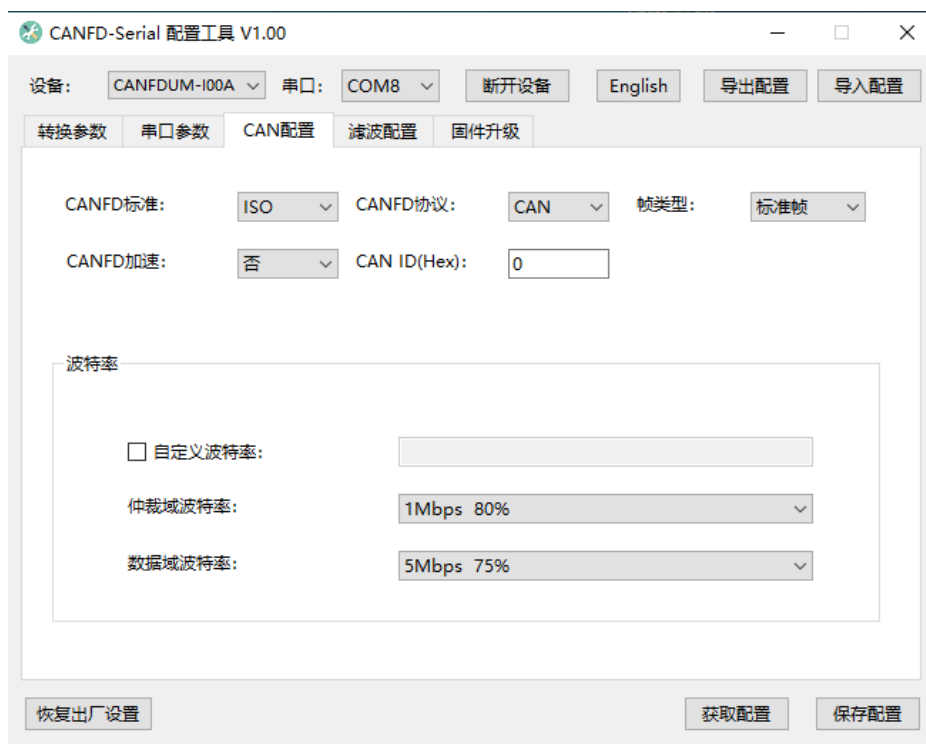 CANFD-Serial 配置工具 V1.00
设备: CANFDUM-I00A 串口: COM8 断开设备 English 导出配置 导入配置
转换参数 串口参数 CAN配置 滤波配置 固件升级
CANFD标准: ISO CANFD协议: CAN 帧类型: 标准帧
CANFD加速: 否 CAN ID(Hex): 0
波特率
自定义波特率:
仲裁域波特率: 1Mbps 80%
数据域波特率: 5Mbps 75%
恢复出厂设置 获取配置 保存配置